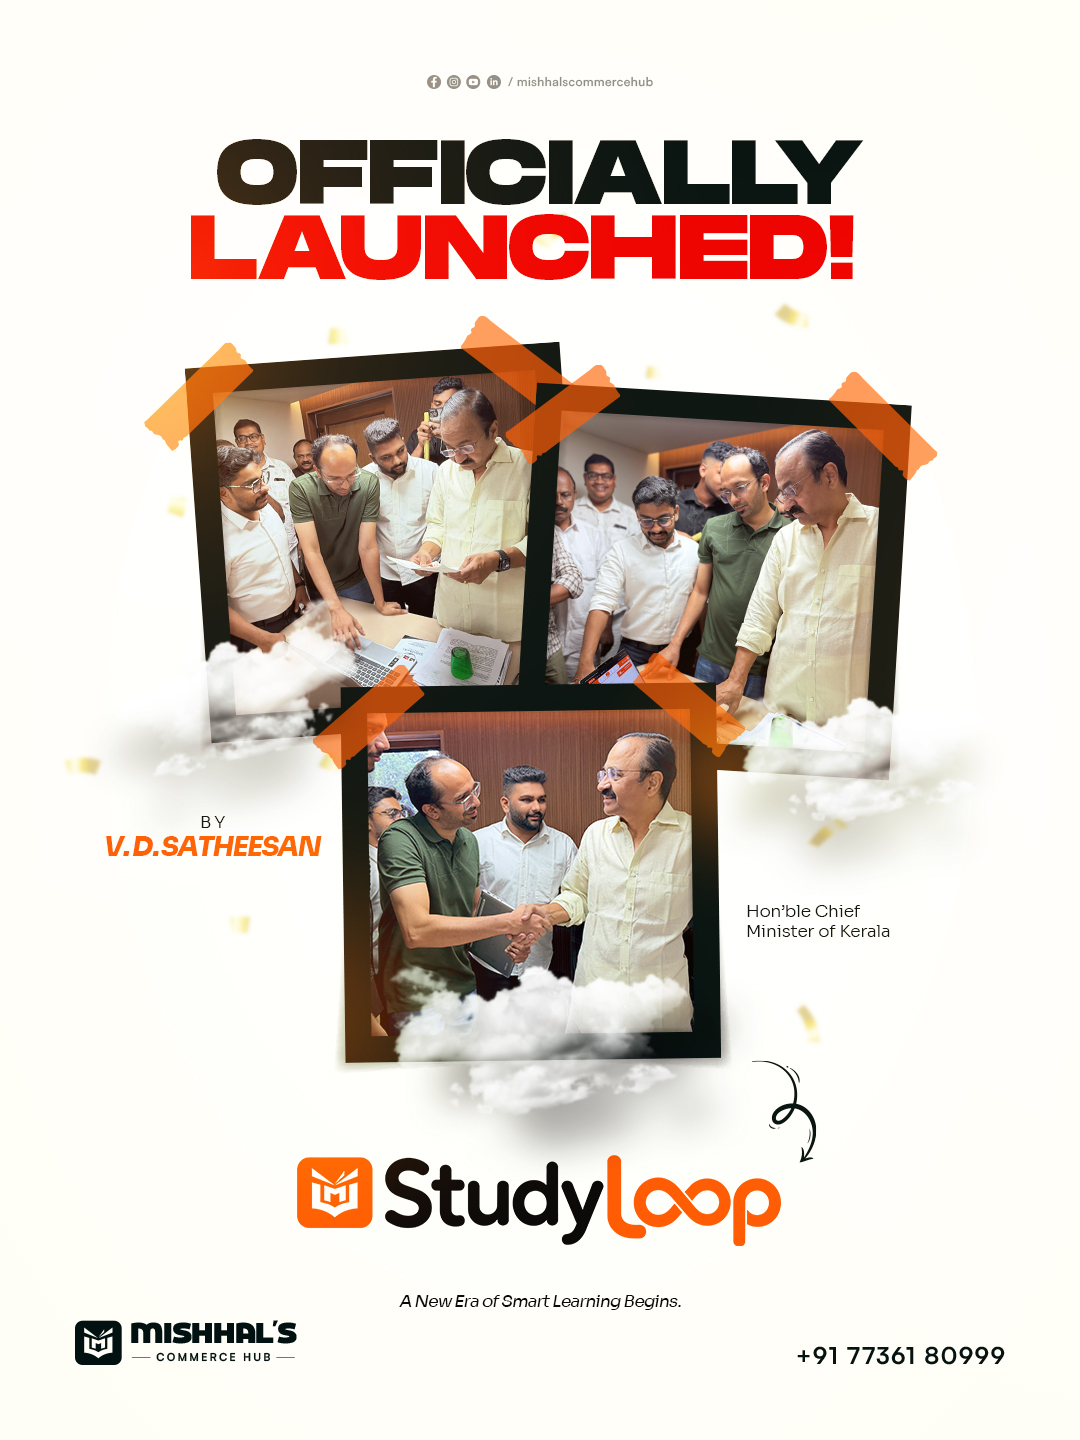 / mishhalscommercehub
OFFICIALLY
LAUNCHED!
BY
V.D.SATHEESAN
Hon’ble Chief
Minister of Kerala
StudyLoop
A New Era of Smart Learning Begins.
MISHHAL'S
COMMERCE HUB
+91 77361 80999